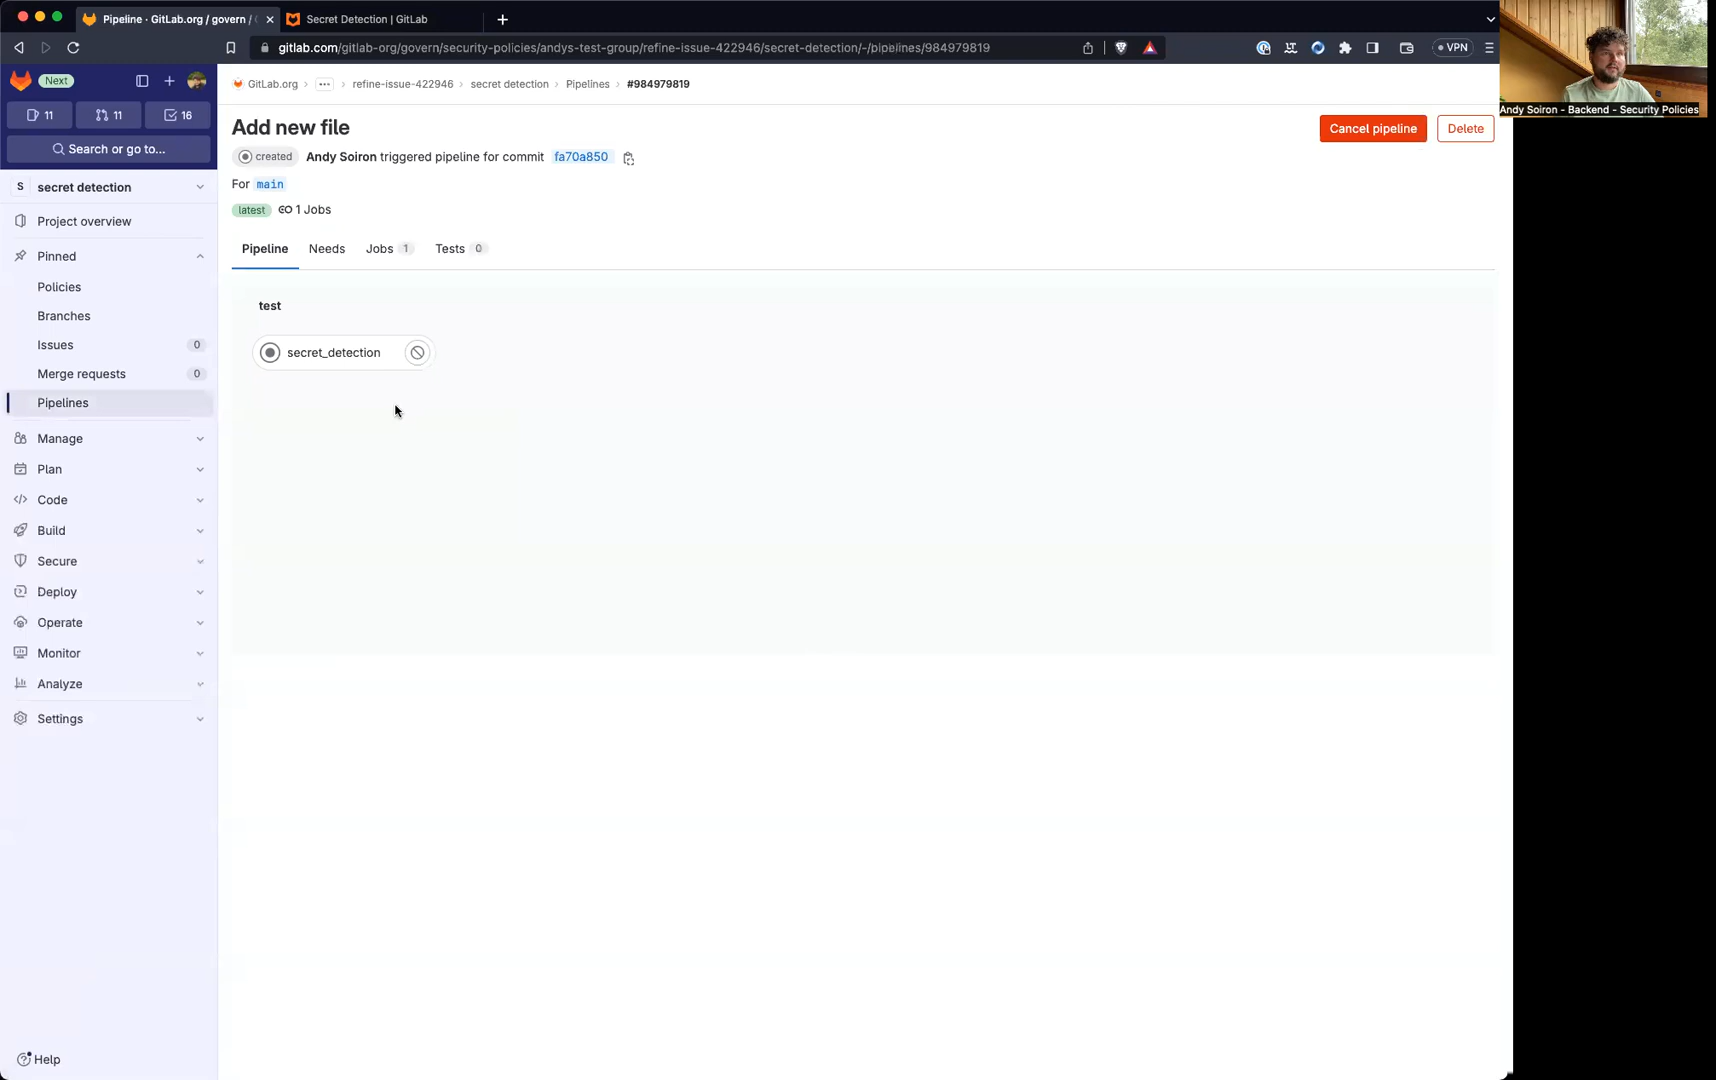 Pipeline · GitLab.org / govern /
Secret Detection | GitLab
gitlab.com/gitlab-org/govern/security-policies/andys-test-group/refine-issue-422946/secret-detection/-/pipelines/984979819
VPN
Andy Soiron - Backend - Security Policies
Next
11
11
16
Search or go to...
S secret detection
Project overview
Pinned
Policies
Branches
Issues 0
Merge requests 0
Pipelines
Manage
Plan
Code
Build
Secure
Deploy
Operate
Monitor
Analyze
Settings
Help
GitLab.org › ... › refine-issue-422946 › secret detection › Pipelines › #984979819
Add new file
Cancel pipeline
Delete
created Andy Soiron triggered pipeline for commit fa70a850
For main
latest 1 Jobs
Pipeline Needs Jobs 1 Tests 0
test
secret_detection